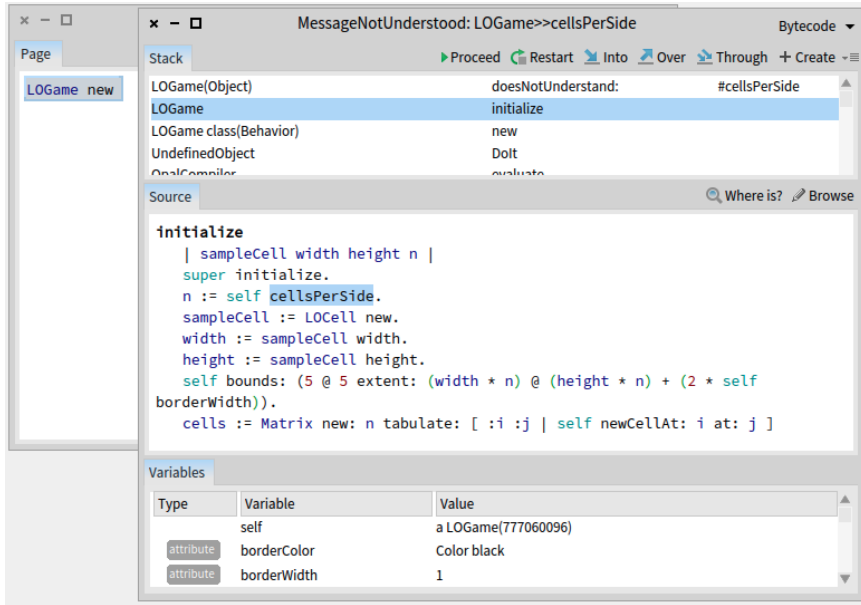 × − □
Page
LOGame new
× − □ MessageNotUnderstood: LOGame>>cellsPerSide Bytecode
Stack Proceed Restart Into Over Through + Create
LOGame(Object) doesNotUnderstand: #cellsPerSide
LOGame initialize
LOGame class(Behavior) new
UndefinedObject DoIt
OpalCompiler evaluate
Source Where is? Browse
initialize
| sampleCell width height n |
super initialize.
n := self cellsPerSide.
sampleCell := LOCell new.
width := sampleCell width.
height := sampleCell height.
self bounds: (5 @ 5 extent: (width * n) @ (height * n) + (2 * self
borderWidth)).
cells := Matrix new: n tabulate: [ :i :j | self newCellAt: i at: j ]
Variables
Type Variable Value
self a LOGame(777060096)
attribute borderColor Color black
attribute borderWidth 1